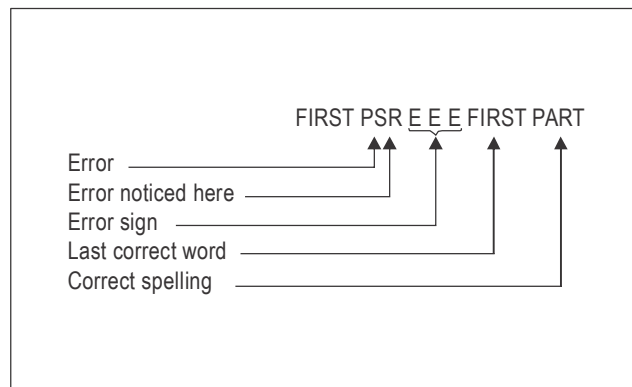 FIRST PSR E E E FIRST PART
Error
Error noticed here
Error sign
Last correct word
Correct spelling